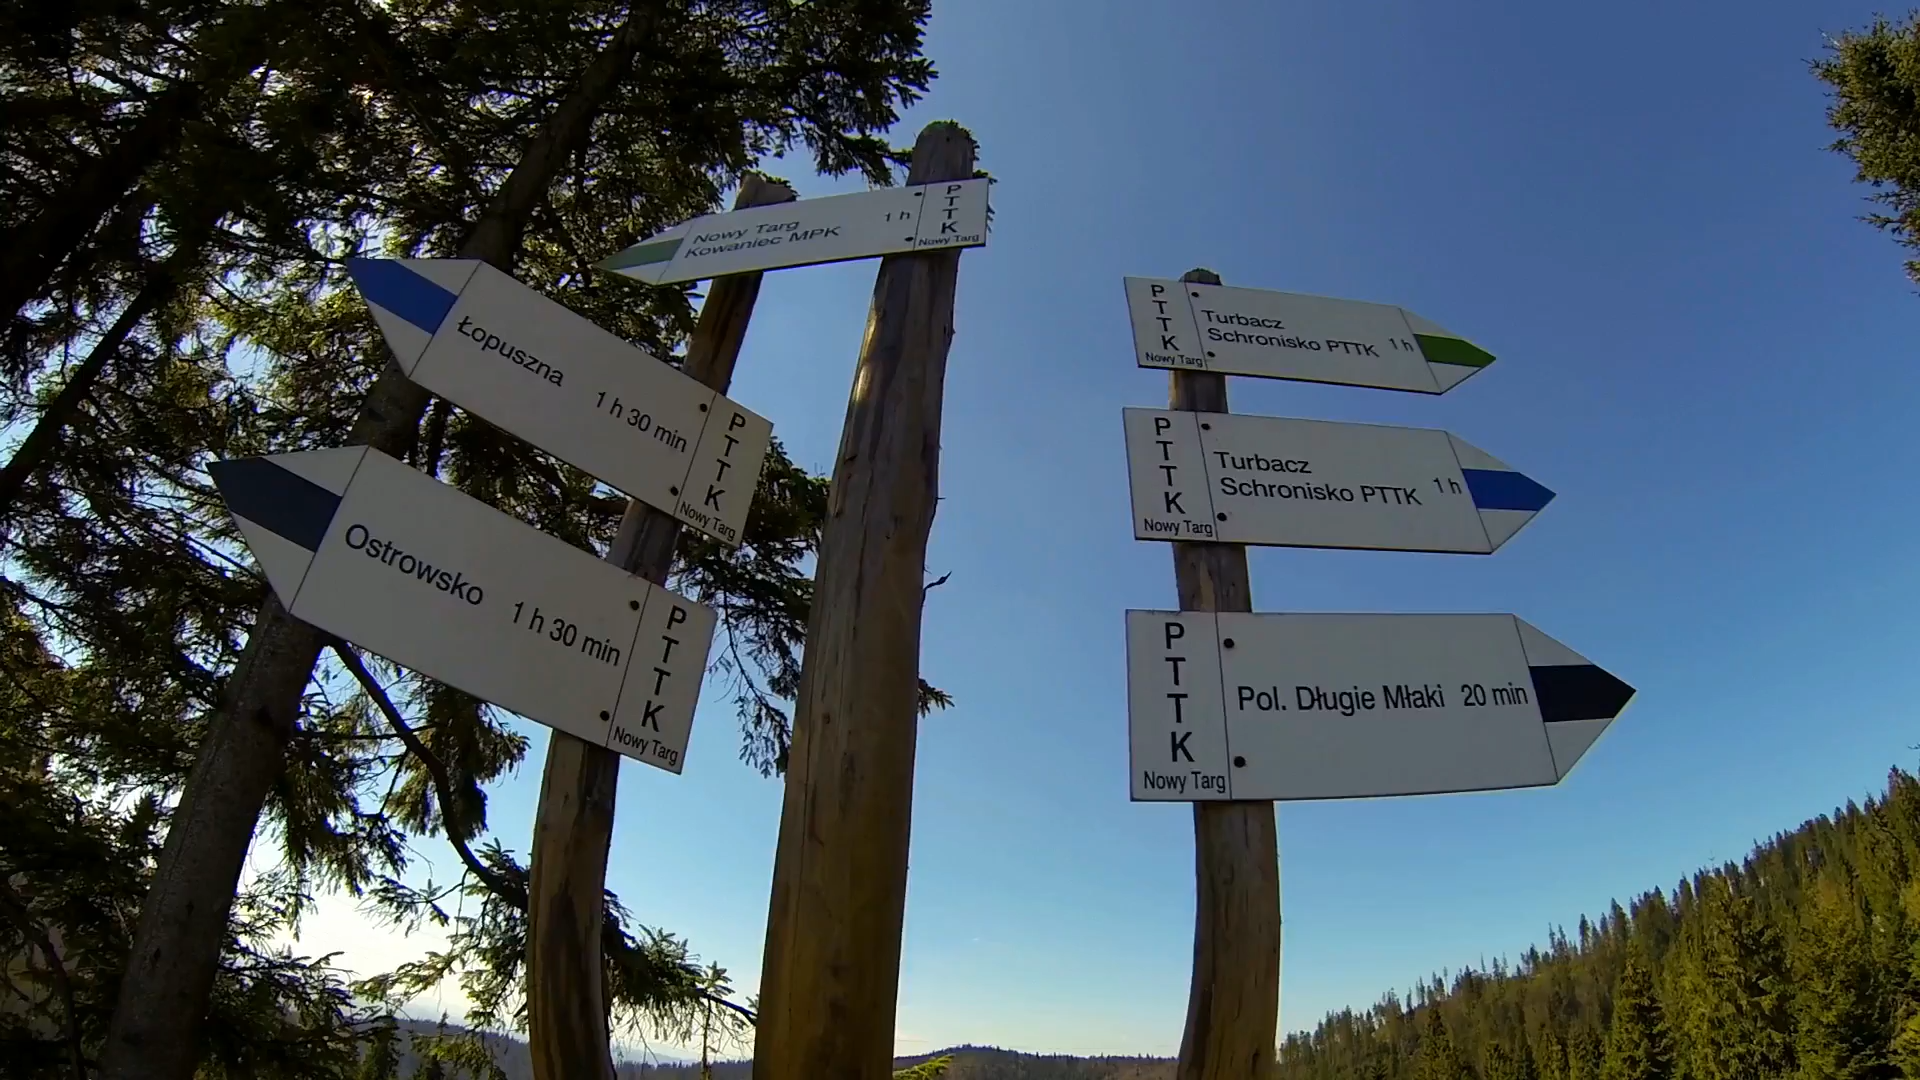 Nowy Targ
Kowaniec MPK
1 h
PTTK
Nowy Targ
Łopuszna 1 h 30 min
PTTK
Nowy Targ
Ostrowsko 1 h 30 min
PTTK
Nowy Targ
PTTK
Nowy Targ
Turbacz
Schronisko PTTK 1 h
PTTK
Nowy Targ
Turbacz
Schronisko PTTK 1 h
PTTK
Nowy Targ
Pol. Długie Młaki 20 min